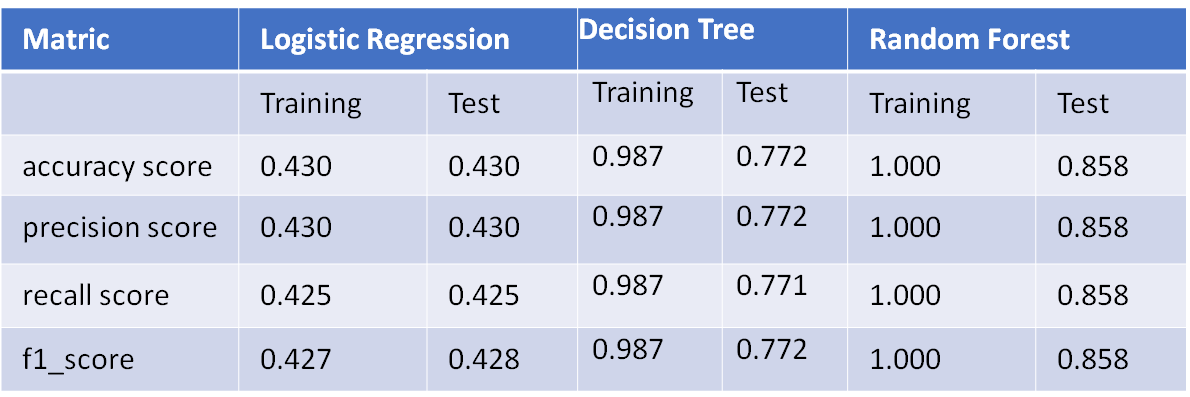 Matric Logistic Regression Decision Tree Random Forest
Training Test Training Test Training Test
accuracy score 0.430 0.430 0.987 0.772 1.000 0.858
precision score 0.430 0.430 0.987 0.772 1.000 0.858
recall score 0.425 0.425 0.987 0.771 1.000 0.858
f1_score 0.427 0.428 0.987 0.772 1.000 0.858